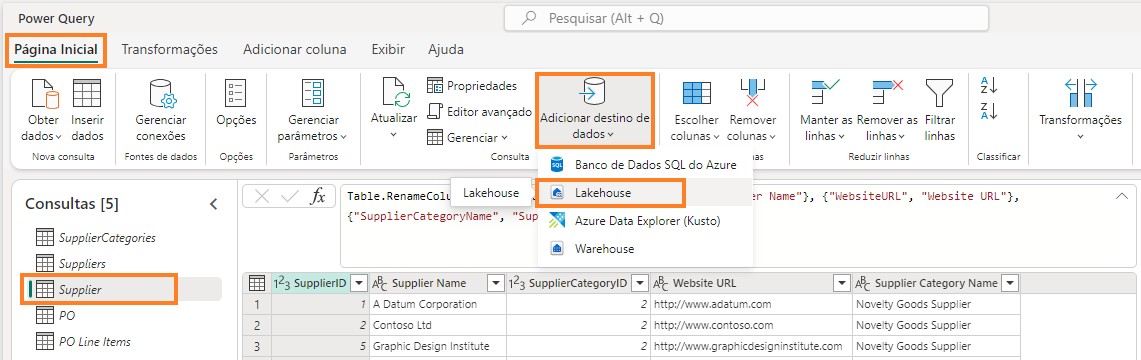 Power Query
Pesquisar (Alt + Q)
Página Inicial Transformações Adicionar coluna Exibir Ajuda
Obter dados
Inserir dados
Nova consulta
Gerenciar conexões
Fontes de dados
Opções
Opções
Gerenciar parâmetros
Parâmetros
Atualizar
Propriedades
Editor avançado
Gerenciar
Adicionar destino de dados
Consulta
Escolher colunas
Remover colunas
Manter as linhas
Remover as linhas
Filtrar linhas
Reduzir linhas
A
Z
Z
A
Classificar
Transformações
Banco de Dados SQL do Azure
Lakehouse
Lakehouse
Azure Data Explorer (Kusto)
Warehouse
Consultas [5]
SupplierCategories
Suppliers
Supplier
PO
PO Line Items
fx
Table.RenameColu er Name"}, {"WebsiteURL", "Website URL"},
{"SupplierCategoryName", "Sup
123 SupplierID ABC Supplier Name 123 SupplierCategoryID ABC Website URL ABC Supplier Category Name
1 1 A Datum Corporation 2 http://www.adatum.com Novelty Goods Supplier
2 2 Contoso Ltd 2 http://www.contoso.com Novelty Goods Supplier
3 5 Graphic Design Institute 2 http://www.graphicdesigninstitute.com Novelty Goods Supplier